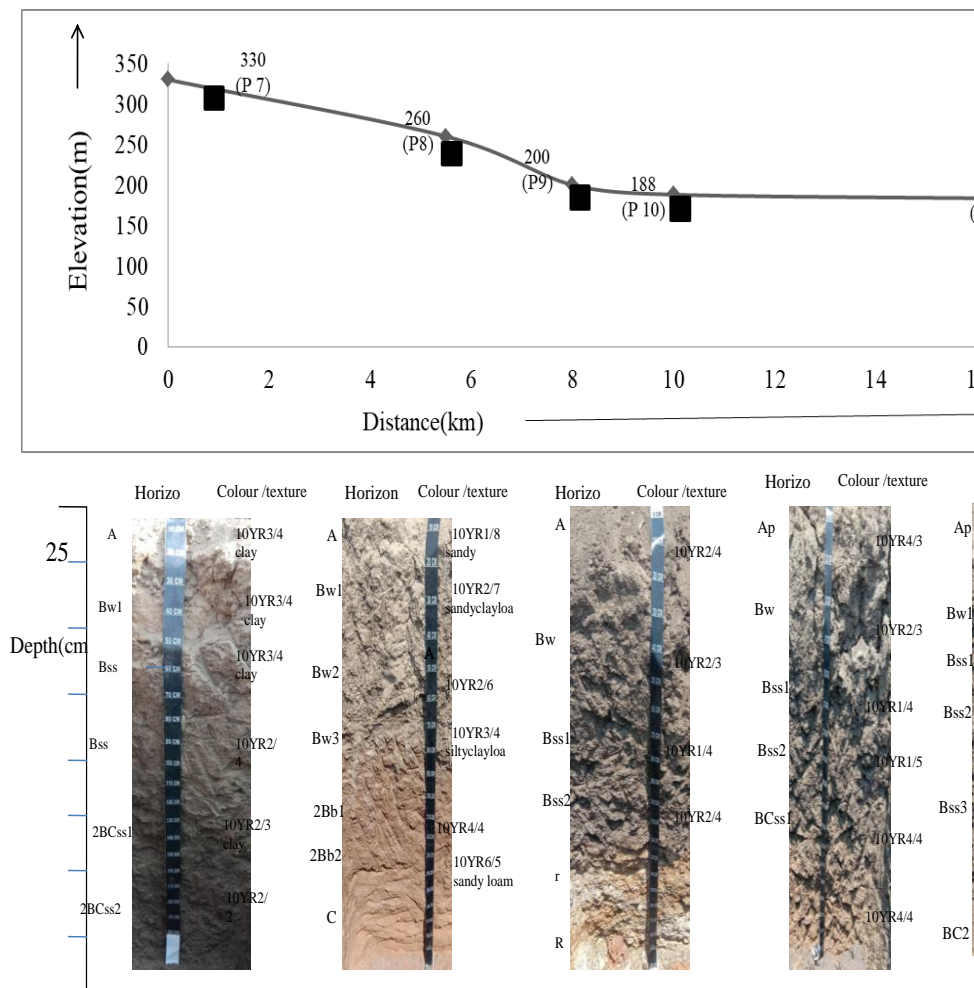 350
300
250
200
150
100
50
0
Elevation(m)
330
(P 7)
260
(P8)
200
(P9)
188
(P 10)
(
0
2
4
6
8
10
12
14
1
Distance(km)
Horizo
Colour /texture
Horizon
Colour /texture
Horizo
Colour /texture
Horizo
Colour /texture
25
Depth(cm
A
Bw1
Bss
Bss
2BCss1
2BCss2
10YR3/4
clay
10YR3/4
clay
10YR3/4
clay
10YR2/
4
10YR2/3
clay
10YR2/
2
A
Bw1
Bw2
Bw3
2Bb1
2Bb2
C
10YR1/8
sandy
10YR2/7
sandyclayloa
A
10YR2/6
10YR3/4
siltyclayloa
10YR4/4
10YR6/5
sandy loam
A
Bw
Bss1
Bss2
r
R
10YR2/4
10YR2/3
10YR1/4
10YR2/4
Ap
Bw
Bss1
Bss2
BCss1
10YR4/3
10YR2/3
10YR1/4
10YR1/5
10YR4/4
10YR4/4
Ap
Bw1
Bss1
Bss2
Bss3
BC2